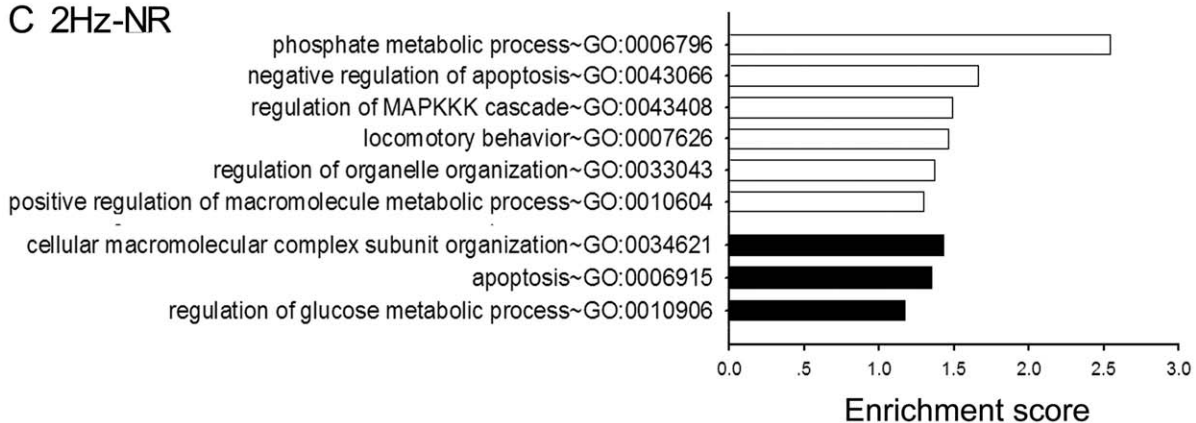 C 2Hz-NR
phosphate metabolic process~GO:0006796
negative regulation of apoptosis~GO:0043066
regulation of MAPKKK cascade~GO:0043408
locomotory behavior~GO:0007626
regulation of organelle organization~GO:0033043
positive regulation of macromolecule metabolic process~GO:0010604
cellular macromolecular complex subunit organization~GO:0034621
apoptosis~GO:0006915
regulation of glucose metabolic process~GO:0010906
0.0 .5 1.0 1.5 2.0 2.5 3.0
Enrichment score